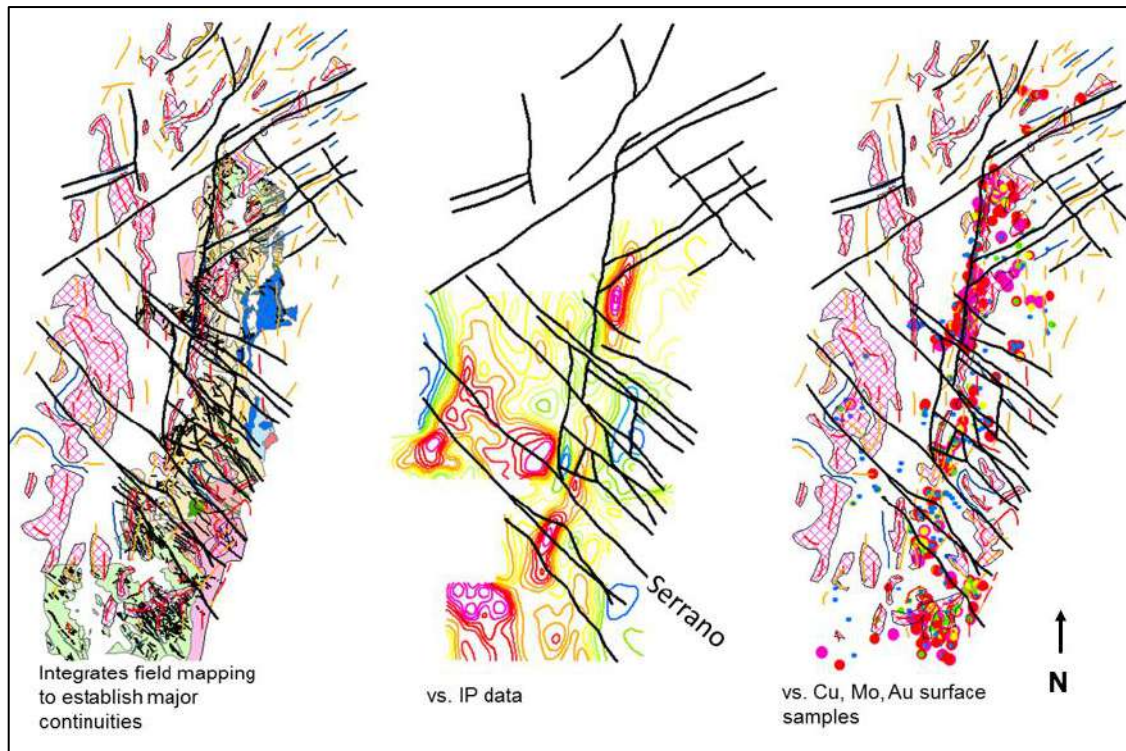 Serrano
N
Integrates field mapping
to establish major
continuities
vs. IP data
vs. Cu, Mo, Au surface
samples